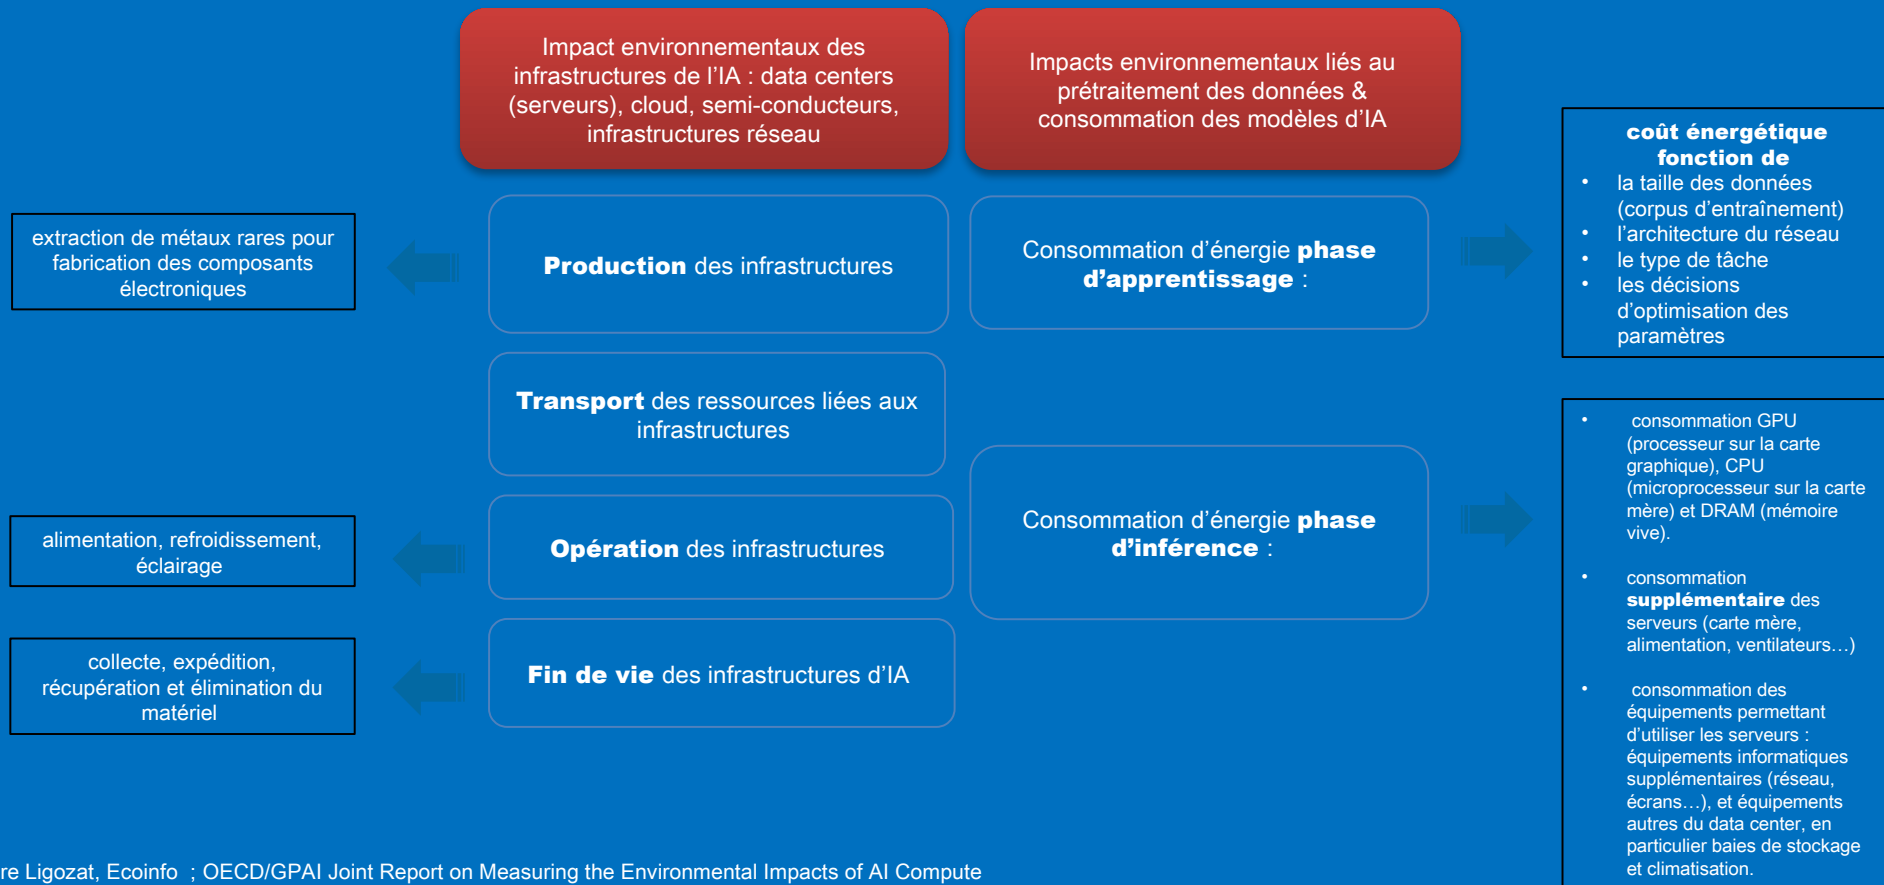 Impact environnementaux des
infrastructures de l’IA : data centers
(serveurs), cloud, semi-conducteurs,
infrastructures réseau
Impacts environnementaux liés au
prétraitement des données &
consommation des modèles d’IA
extraction de métaux rares pour
fabrication des composants
électroniques
Production des infrastructures
Consommation d’énergie phase
d’apprentissage :
coût énergétique
fonction de
• la taille des données
(corpus d’entraînement)
• l’architecture du réseau
• le type de tâche
• les décisions
d’optimisation des
paramètres
Transport des ressources liées aux
infrastructures
alimentation, refroidissement,
éclairage
Opération des infrastructures
Consommation d’énergie phase
d’inférence :
• consommation GPU
(processeur sur la carte
graphique), CPU
(microprocesseur sur la carte
mère) et DRAM (mémoire
vive).
• consommation
supplémentaire des
serveurs (carte mère,
alimentation, ventilateurs…)
• consommation des
équipements permettant
d’utiliser les serveurs :
équipements informatiques
supplémentaires (réseau,
écrans…), et équipements
autres du data center, en
particulier baies de stockage
et climatisation.
collecte, expédition,
récupération et élimination du
matériel
Fin de vie des infrastructures d’IA
re Ligozat, Ecoinfo ; OECD/GPAI Joint Report on Measuring the Environmental Impacts of AI Compute